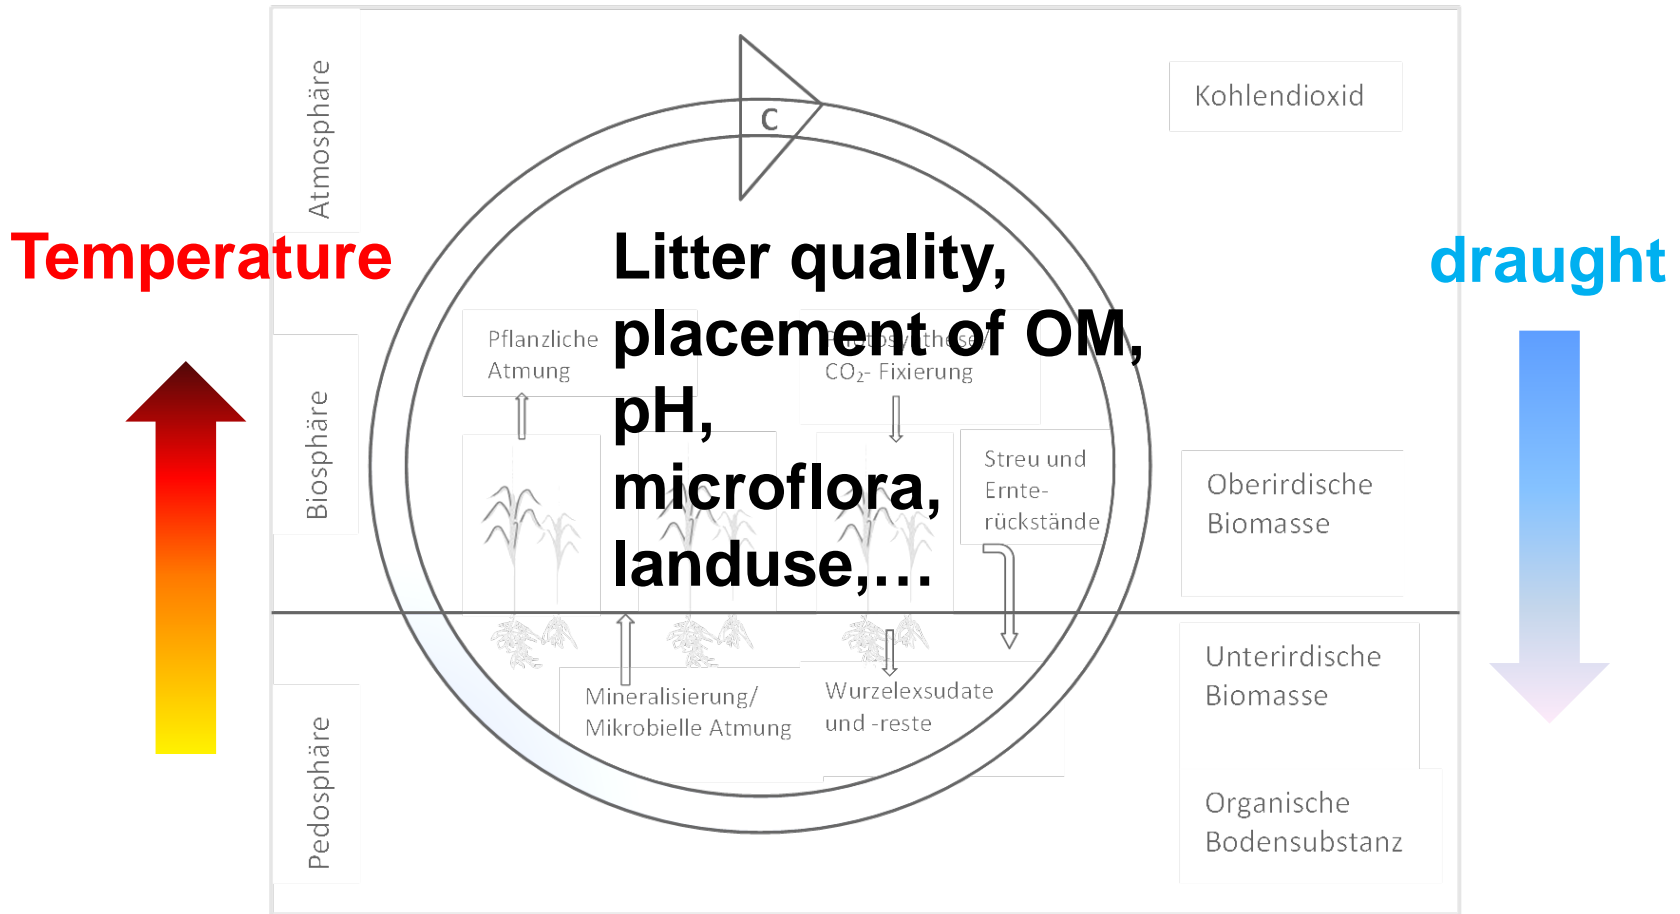 Atmosphäre
C
Kohlendioxid
Temperature
Litter quality,
placement of OM,
pH,
microflora,
landuse,...
draught
Pflanzliche
Atmung
Photosynthese/
CO₂- Fixierung
Biosphäre
Streu und
Ernte-
rückstände
Oberirdische
Biomasse
Mineralisierung/
Mikrobielle Atmung
Wurzelexsudate
und -reste
Unterirdische
Biomasse
Pedosphäre
Organische
Bodensubstanz